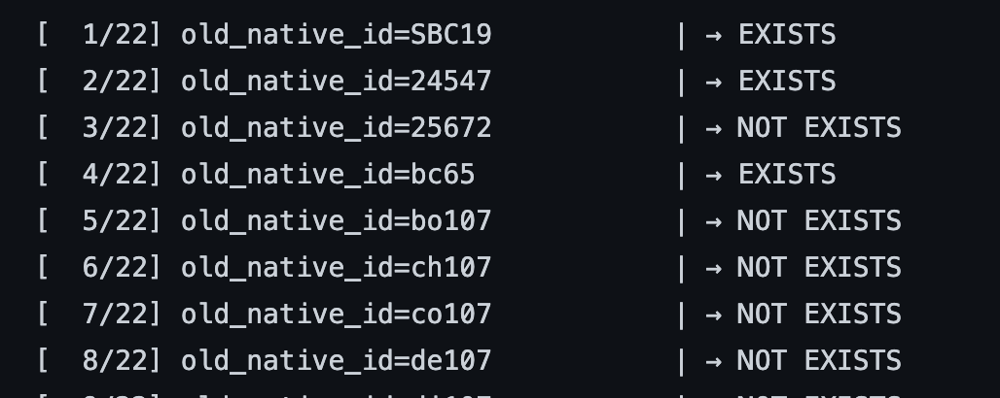 [  1/22] old_native_id=SBC19           | → EXISTS
[  2/22] old_native_id=24547           | → EXISTS
[  3/22] old_native_id=25672           | → NOT EXISTS
[  4/22] old_native_id=bc65            | → EXISTS
[  5/22] old_native_id=bo107           | → NOT EXISTS
[  6/22] old_native_id=ch107           | → NOT EXISTS
[  7/22] old_native_id=co107           | → NOT EXISTS
[  8/22] old_native_id=de107           | → NOT EXISTS